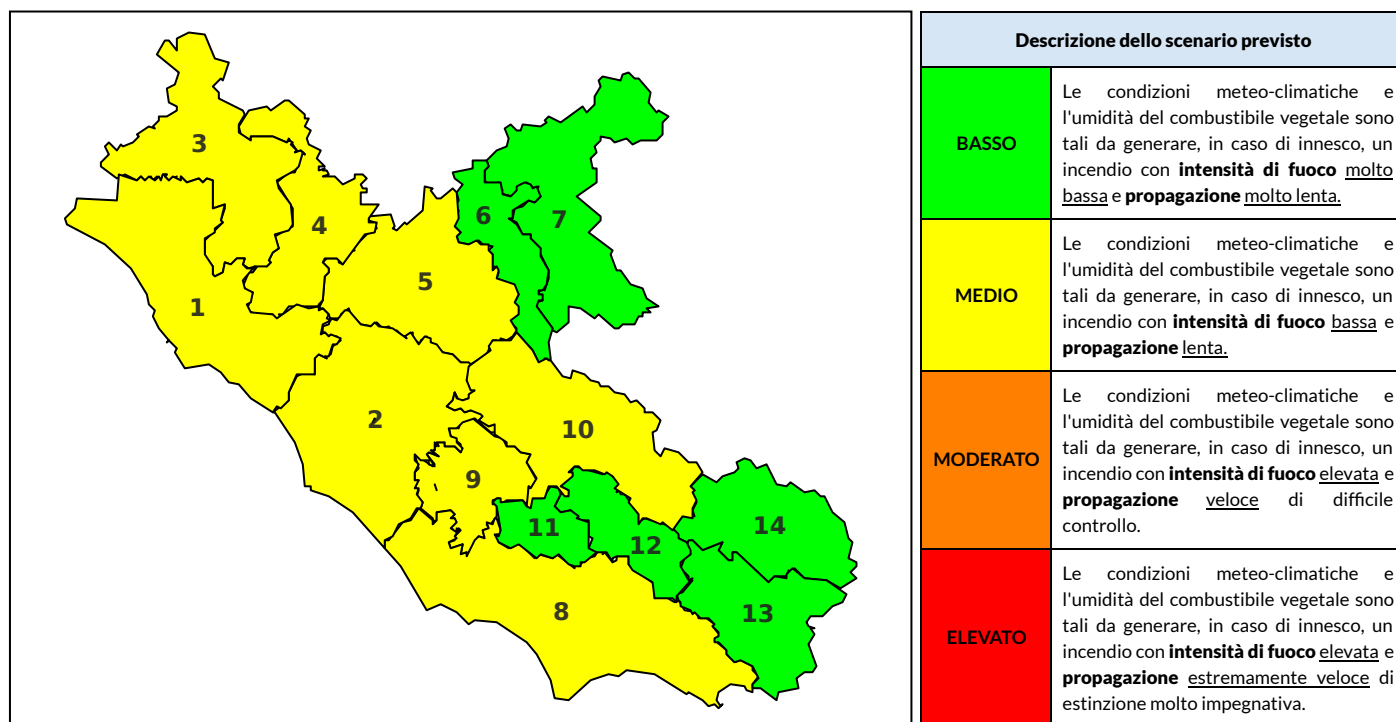 3
4
6
7
5
1
2
10
9
11
12
14
8
13
Descrizione dello scenario previsto
BASSO
Le condizioni meteo-climatiche e
l'umidità del combustibile vegetale sono
tali da generare, in caso di innesco, un
incendio con intensità di fuoco molto
bassa e propagazione molto lenta.
MEDIO
Le condizioni meteo-climatiche e
l'umidità del combustibile vegetale sono
tali da generare, in caso di innesco, un
incendio con intensità di fuoco bassa e
propagazione lenta.
MODERATO
Le condizioni meteo-climatiche e
l'umidità del combustibile vegetale sono
tali da generare, in caso di innesco, un
incendio con intensità di fuoco elevata e
propagazione veloce di difficile
controllo.
ELEVATO
Le condizioni meteo-climatiche e
l'umidità del combustibile vegetale sono
tali da generare, in caso di innesco, un
incendio con intensità di fuoco elevata e
propagazione estremamente veloce di
estinzione molto impegnativa.